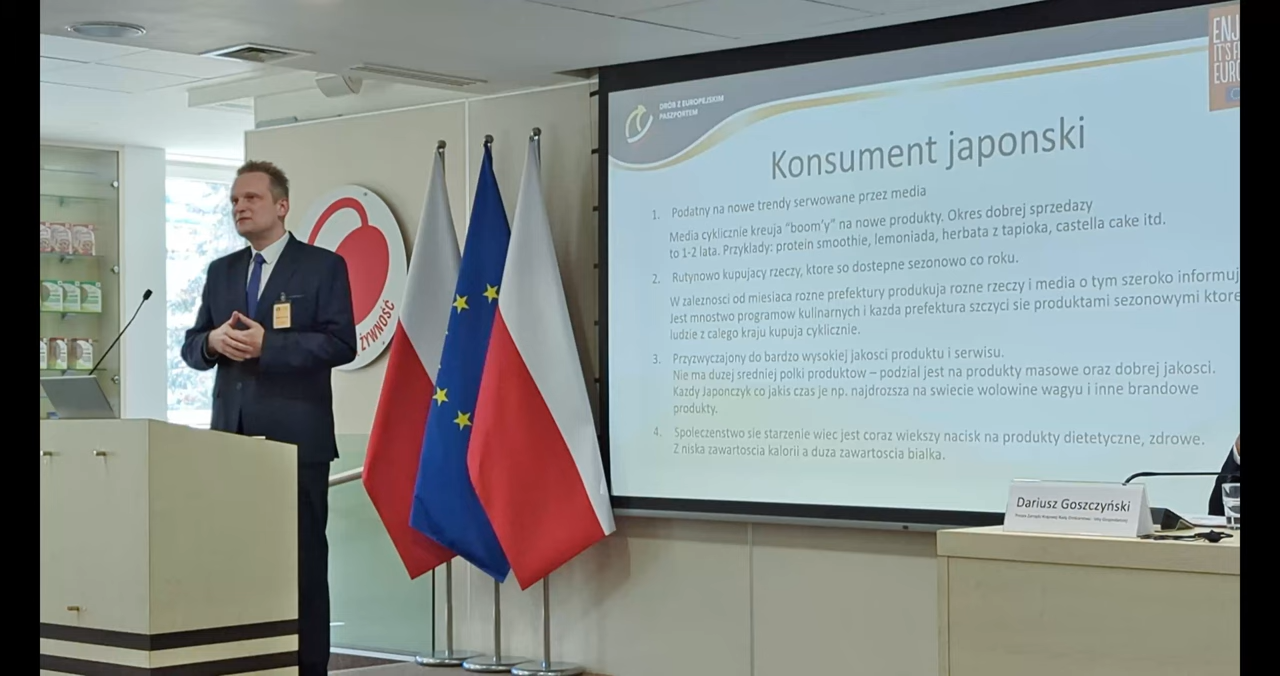 DRÓB Z EUROPEJSKIM
PASZPORTEM
ENJ
IT'S F
EURO
Konsument japonski
1. Podatny na nowe trendy serwowane przez media
Media cyklicznie kreuja “boom’y” na nowe produkty. Okres dobrej sprzedazy
to 1-2 lata. Przyklady: protein smoothie, lemoniada, herbata z tapioka, castella cake itd.
2. Rutynowo kupujacy rzeczy, ktore so dostepne sezonowo co roku.
W zaleznosci od miesiaca rozne prefektury produkuja rozne rzeczy i media o tym szeroko informuj
Jest mnostwo programow kulinarnych i kazda prefektura szczyci sie produktami sezonowymi ktore
ludzie z calego kraju kupuja cyklicznie.
3. Przyzwyczajony do bardzo wysokiej jakosci produktu i serwisu.
Nie ma duzej sredniej polki produktow – podzial jest na produkty masowe oraz dobrej jakosci.
Kazdy Japonczyk co jakis czas je np. najdrozsza na swiecie wolowine wagyu i inne brandowe
produkty.
4. Spoleczenstwo sie starzenie wiec jest coraz wiekszy nacisk na produkty dietetyczne, zdrowe.
Z niska zawartoscia kalorii a duza zawartoscia bialka.
ŻYWNOŚĆ
Dariusz Goszczyński